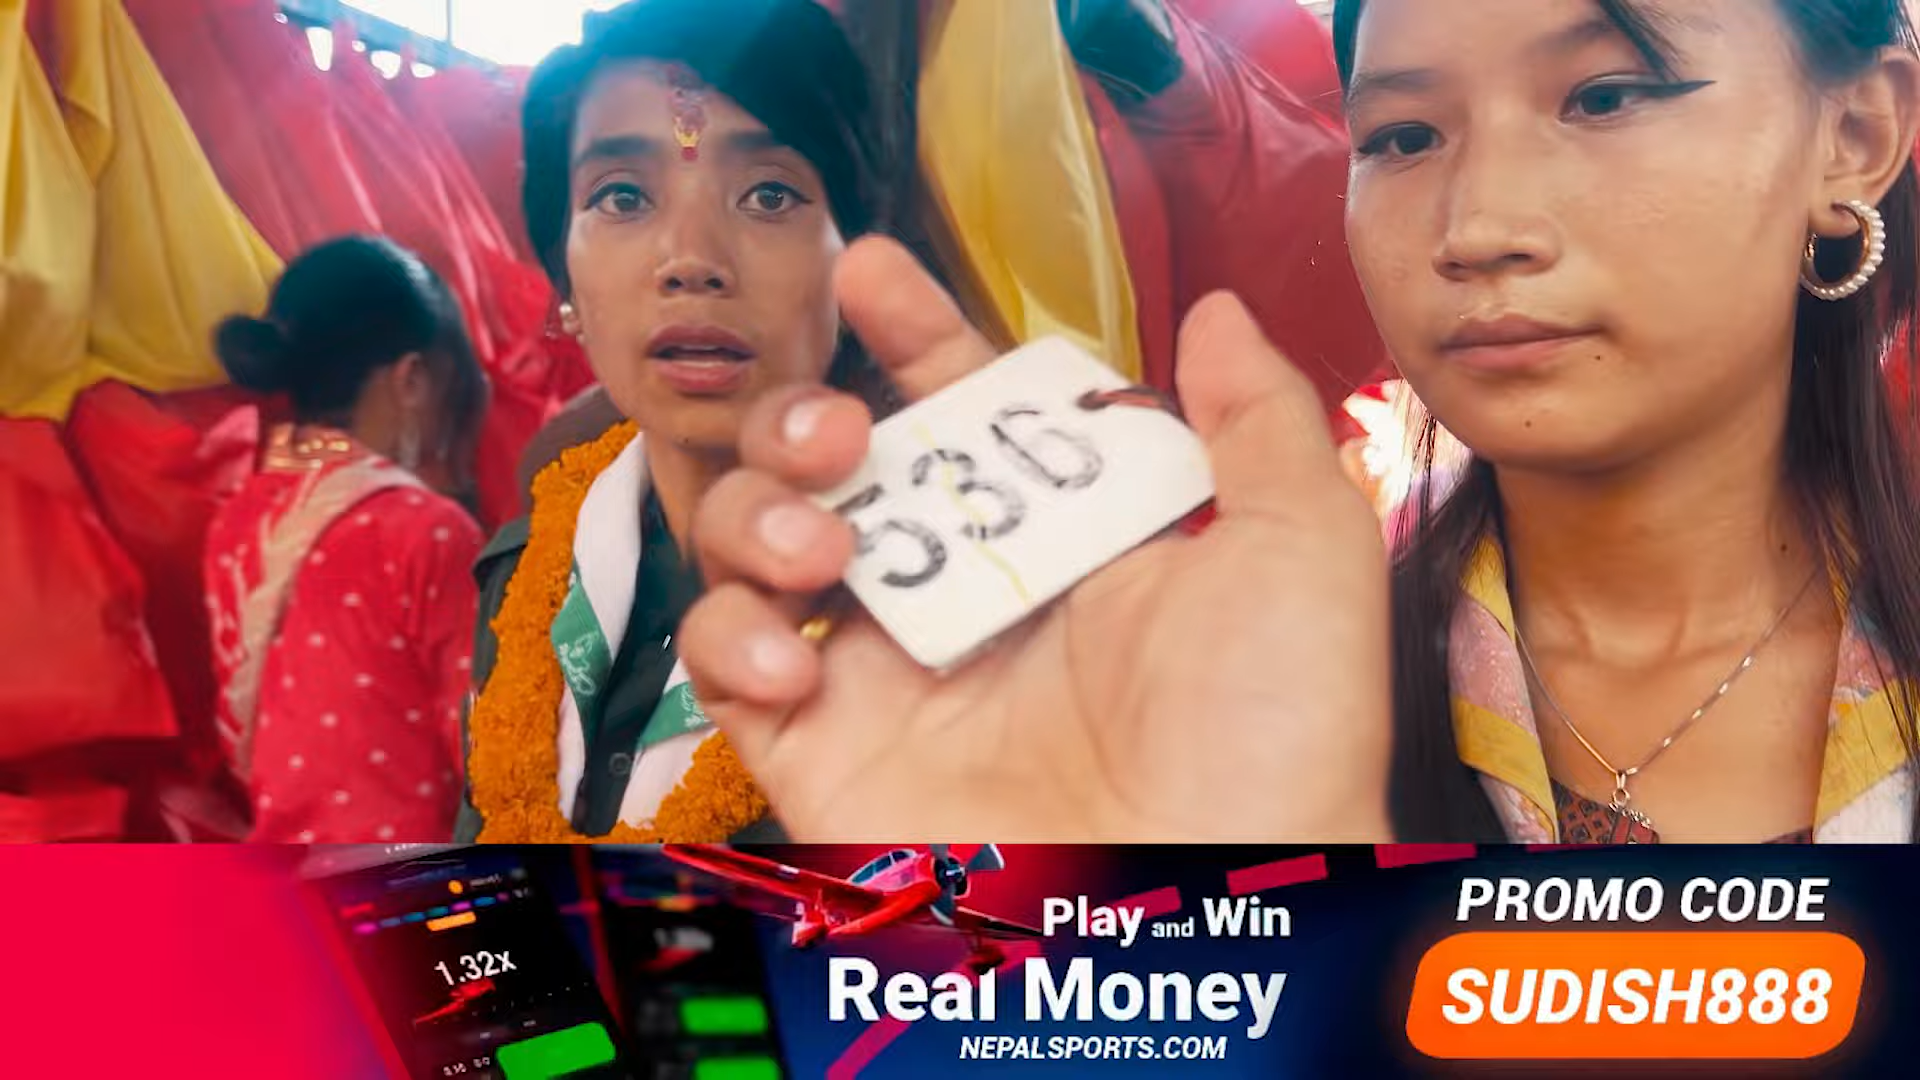 536
1.32x
Play and Win
Real Money
NEPALSPORTS.COM
PROMO CODE
SUDISH888